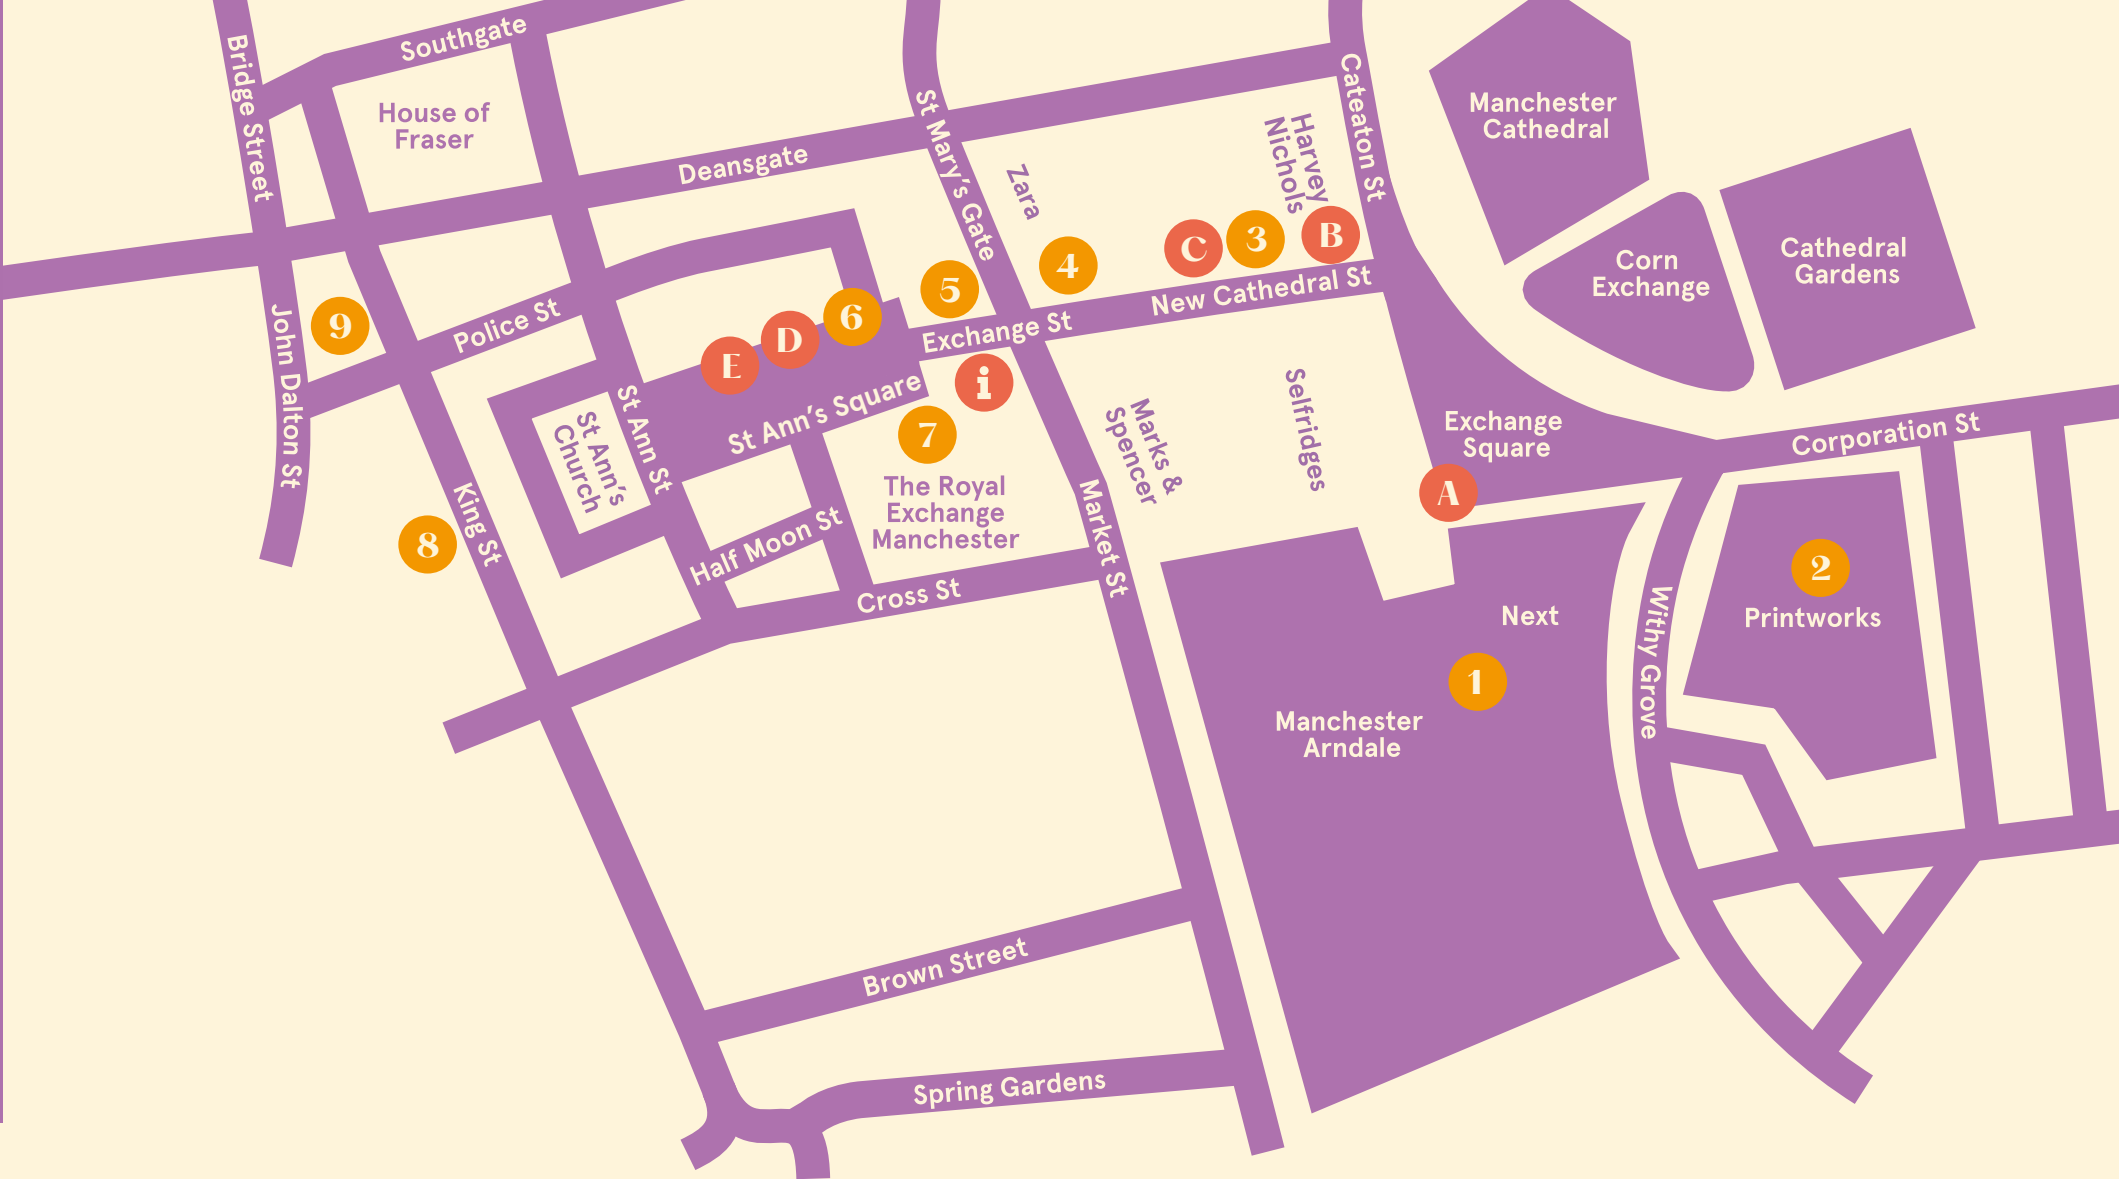 Southgate
Bridge Street
House of
Fraser
Deansgate
St Mary's Gate
Zara
Harvey
Nichols
Cateaton St
Manchester
Cathedral
Corn
Exchange
Cathedral
Gardens
C
3
B
4
5
6
New Cathedral St
Exchange St
9
John Dalton St
Police St
D
E
i
St Ann's Square
St Ann St
St Ann's
Church
7
Marks &
Spencer
Selfridges
Exchange
Square
Corporation St
A
8
King St
The Royal
Exchange
Manchester
Half Moon St
Cross St
Market St
Next
1
Manchester
Arndale
Withy Grove
2
Printworks
Brown Street
Spring Gardens